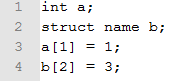 1 int a;
2 struct name b;
3 a[1] = 1;
4 b[2] = 3;